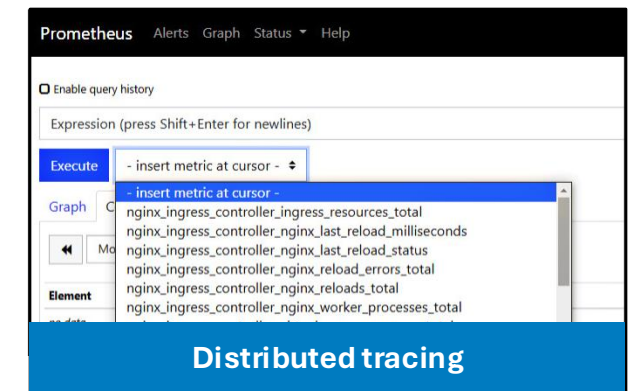 Prometheus Alerts Graph Status Help
Enable query history
Expression (press Shift+Enter for newlines)
Execute - insert metric at cursor -
- insert metric at cursor -
Graph C
nginx_ingress_controller_ingress_resources_total
nginx_ingress_controller_nginx_last_reload_milliseconds
Mo
nginx_ingress_controller_nginx_last_reload_status
nginx_ingress_controller_nginx_reload_errors_total
nginx_ingress_controller_nginx_reloads_total
Element
nginx_ingress_controller_nginx_worker_processes_total
Distributed tracing